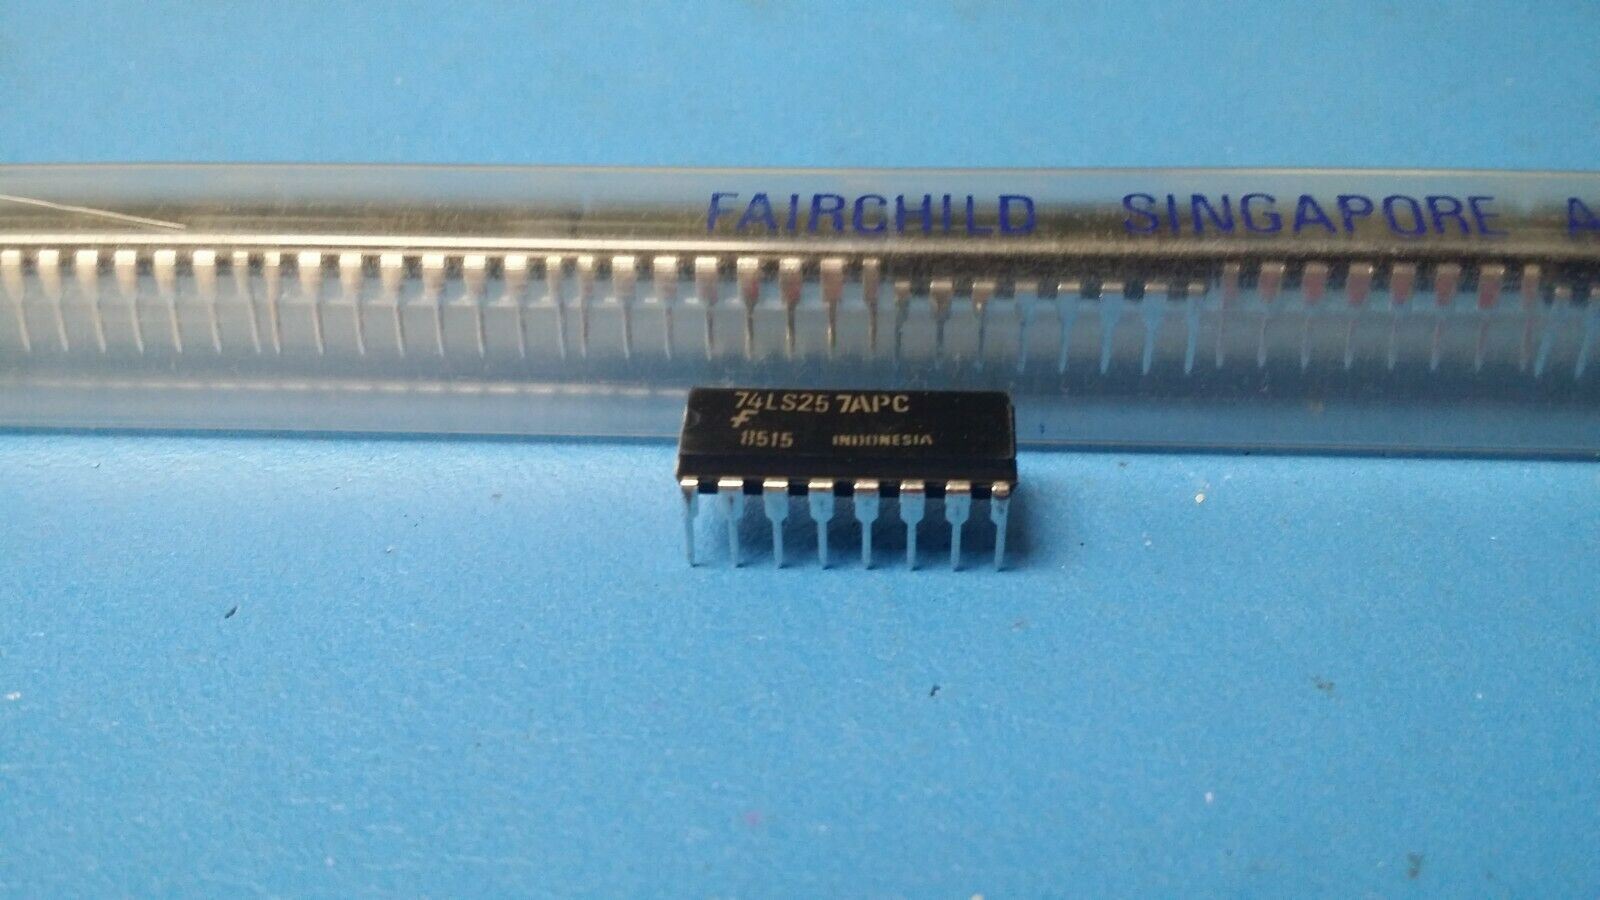 FAIRCHILD SINGAPORE A
74LS257APC
F
8515 INDONESIA